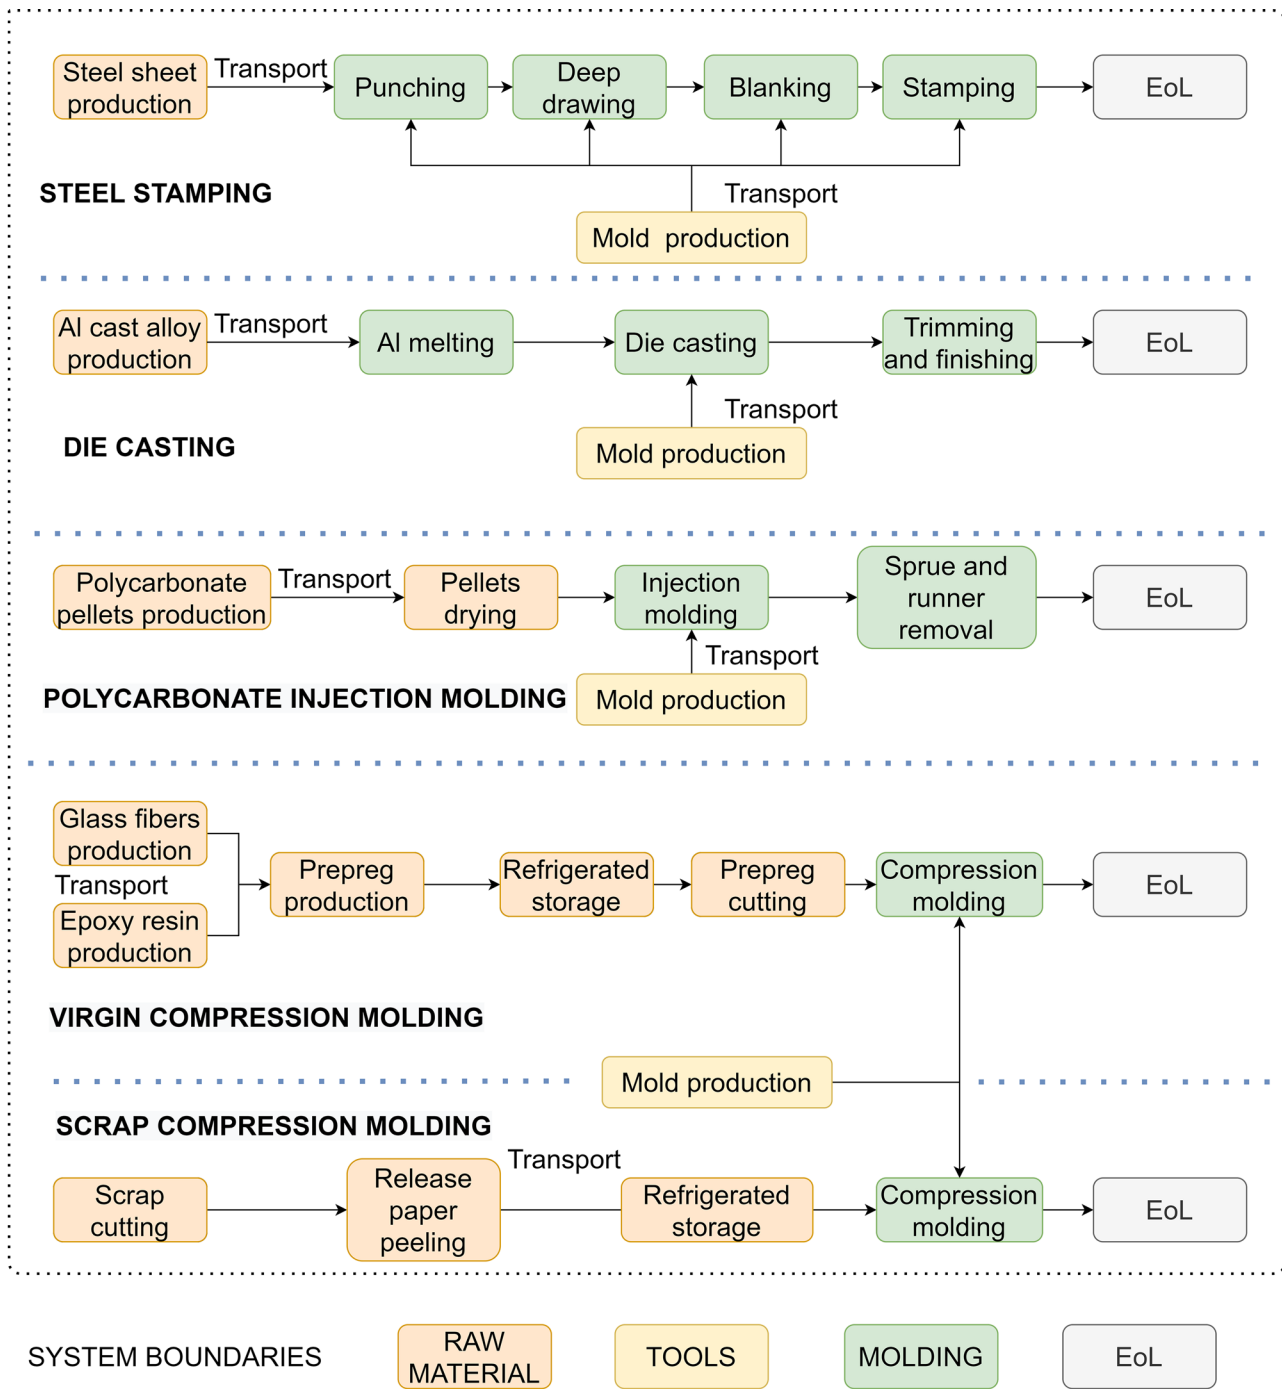 Steel sheet
production
Transport
Punching
Deep
drawing
Blanking
Stamping
EoL
STEEL STAMPING
Transport
Mold production
Al cast alloy
production
Transport
Al melting
Die casting
Trimming
and finishing
EoL
DIE CASTING
Transport
Mold production
Polycarbonate
pellets production
Transport
Pellets
drying
Injection
molding
Sprue and
runner
removal
EoL
Transport
POLYCARBONATE INJECTION MOLDING
Mold production
Glass fibers
production
Transport
Epoxy resin
production
Prepreg
production
Refrigerated
storage
Prepreg
cutting
Compression
molding
EoL
VIRGIN COMPRESSION MOLDING
Mold production
SCRAP COMPRESSION MOLDING
Scrap
cutting
Release
paper
peeling
Transport
Refrigerated
storage
Compression
molding
EoL
SYSTEM BOUNDARIES
RAW
MATERIAL
TOOLS
MOLDING
EoL